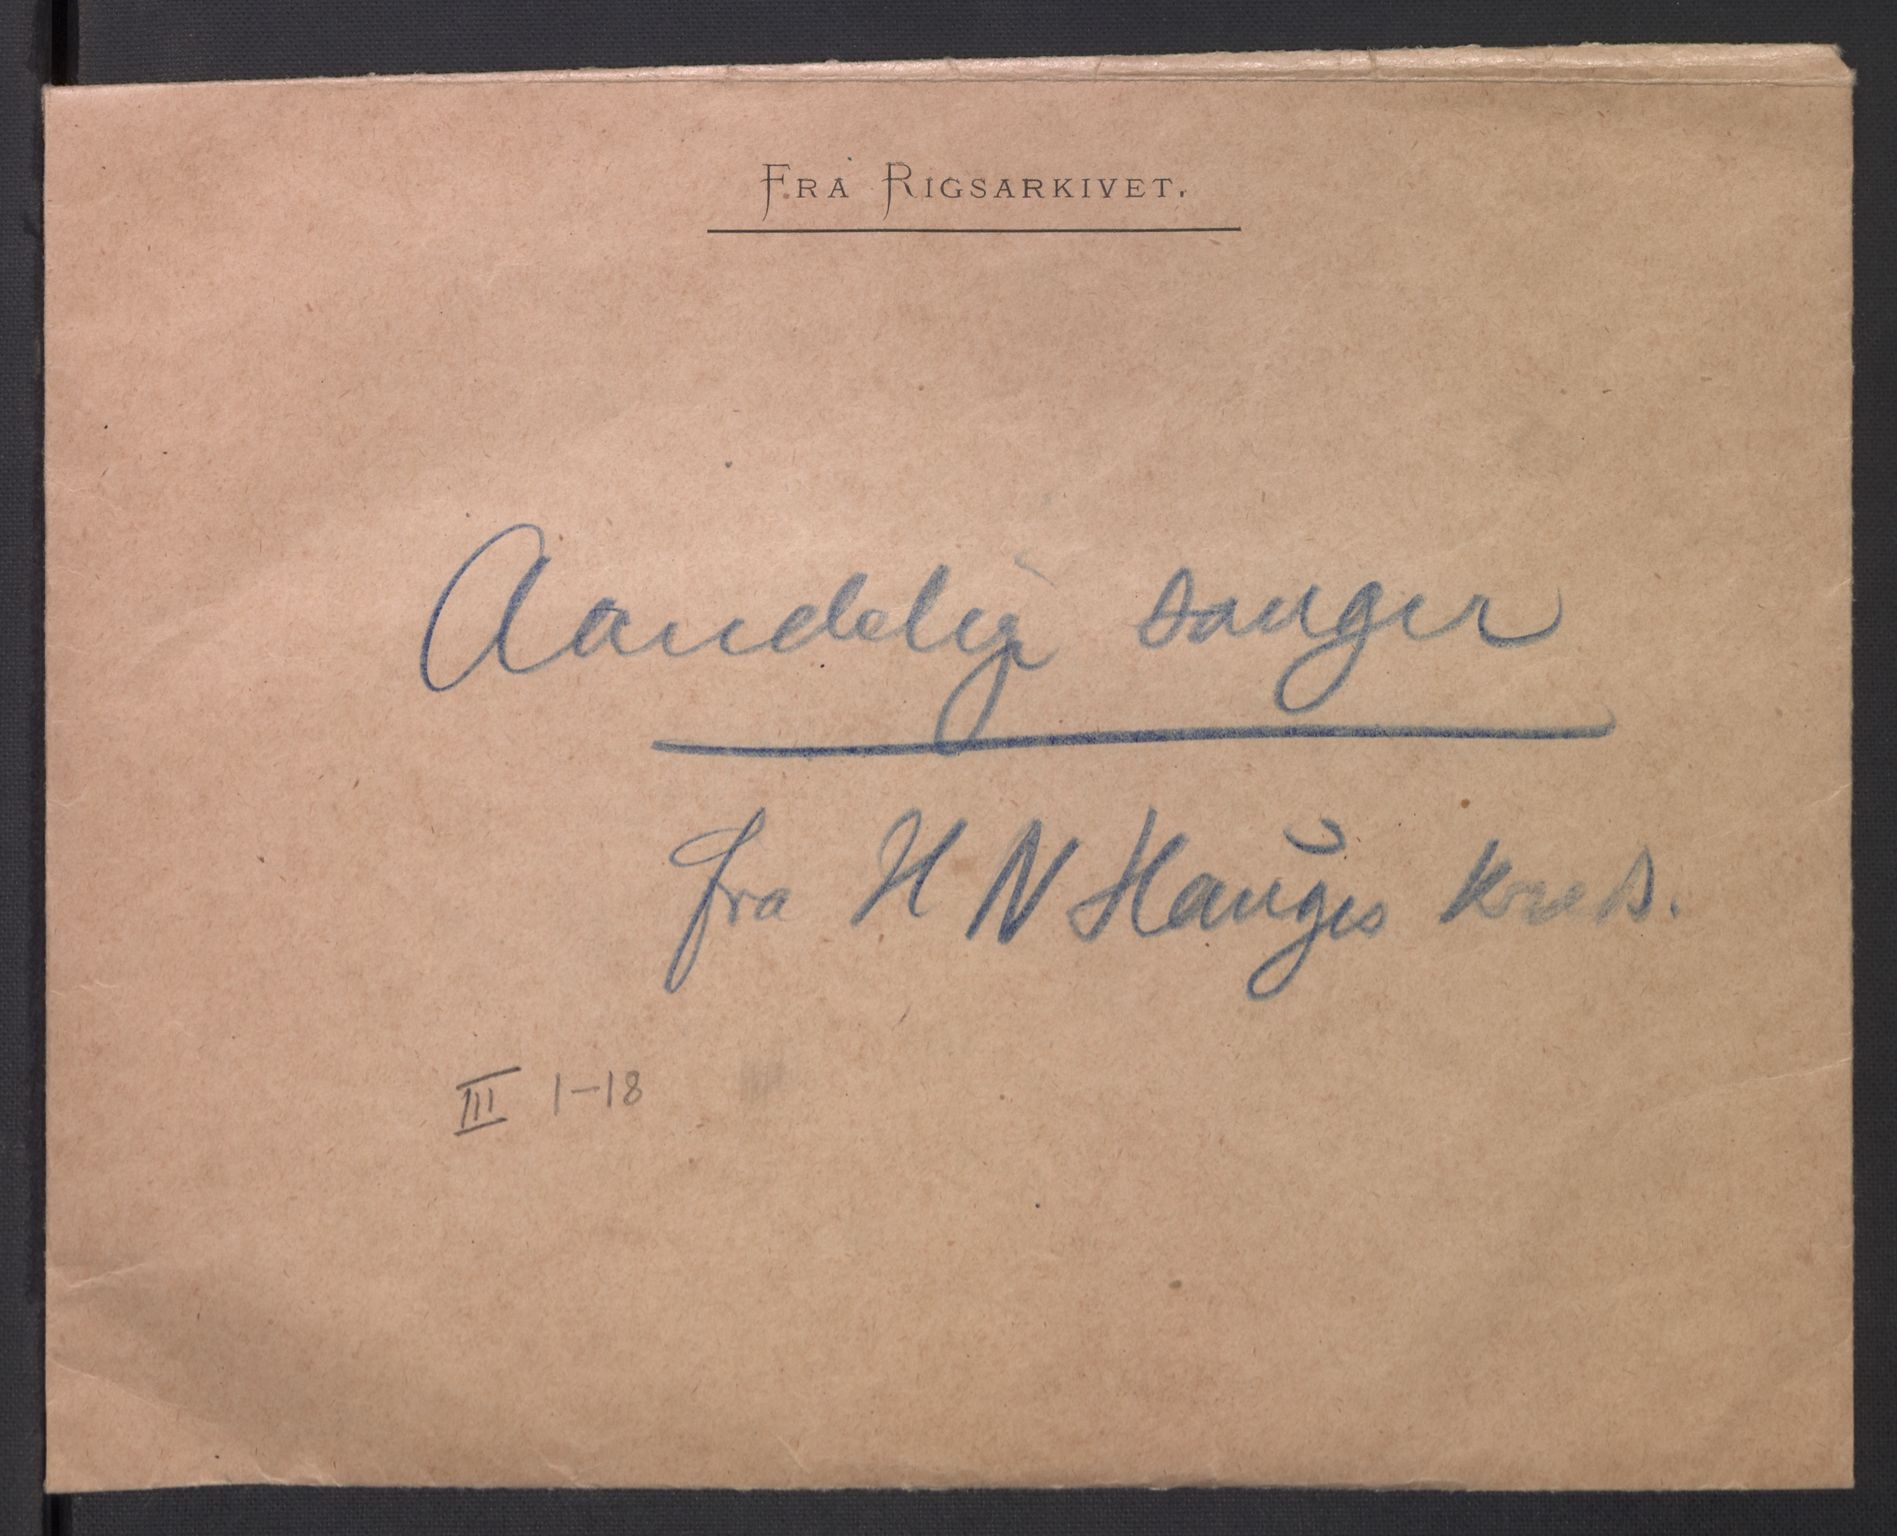 FRA RIGSARKIVET.
Aandelig sanger
fra H N Hauges kreds.
III 1-18